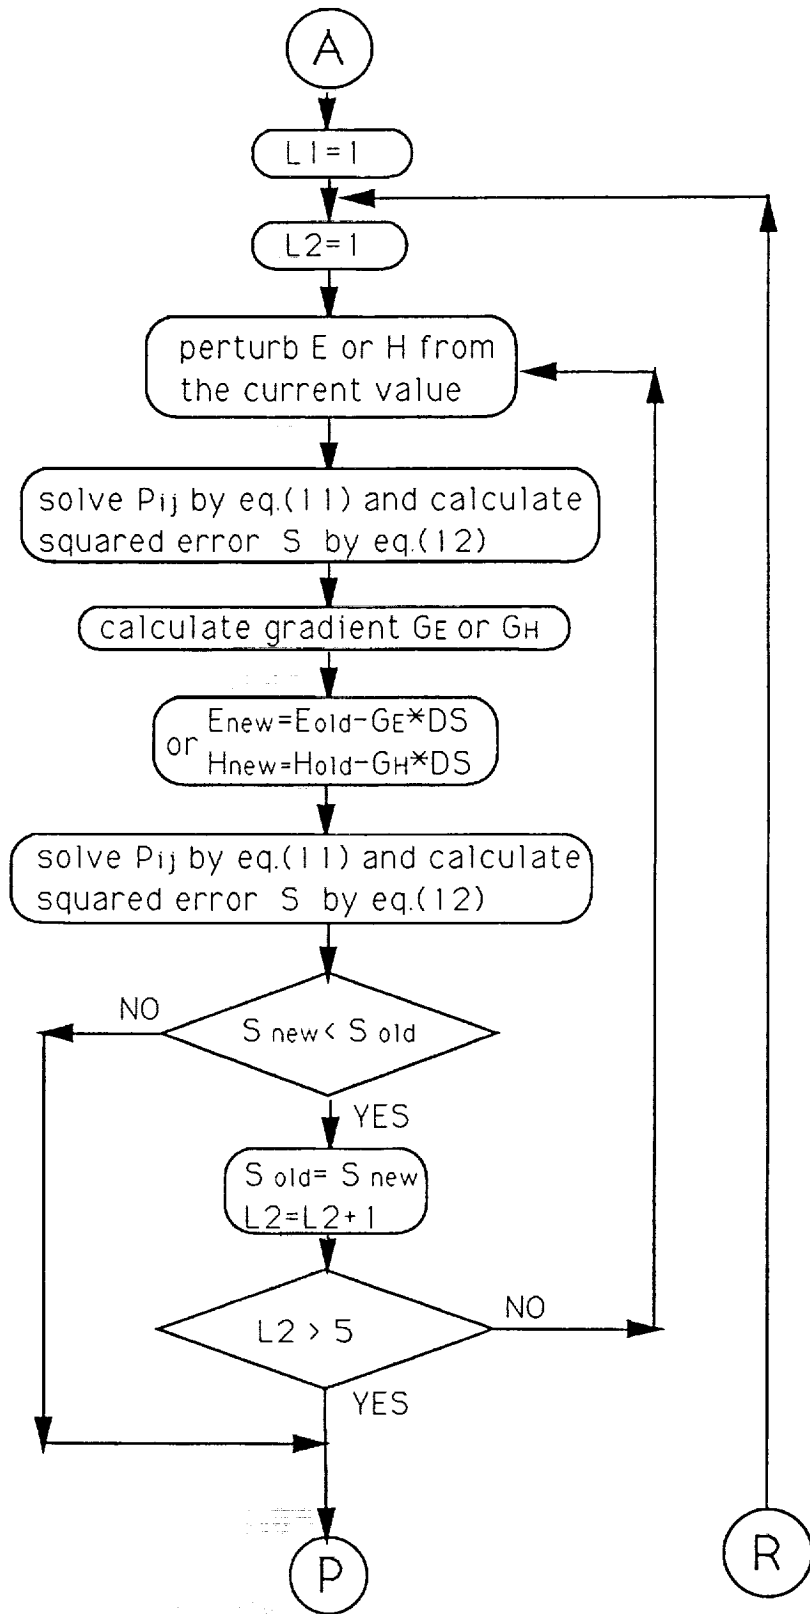 A
L1=1
L2=1
perturb E or H from
the current value
solve Pij by eq.(11) and calculate
squared error S by eq.(12)
calculate gradient GE or GH
Enew=Eold-GE*DS
or
Hnew=Hold-GH*DS
solve Pij by eq.(11) and calculate
squared error S by eq.(12)
NO
S new< S old
YES
S old= S new
L2=L2+1
NO
L2 > 5
YES
P
R